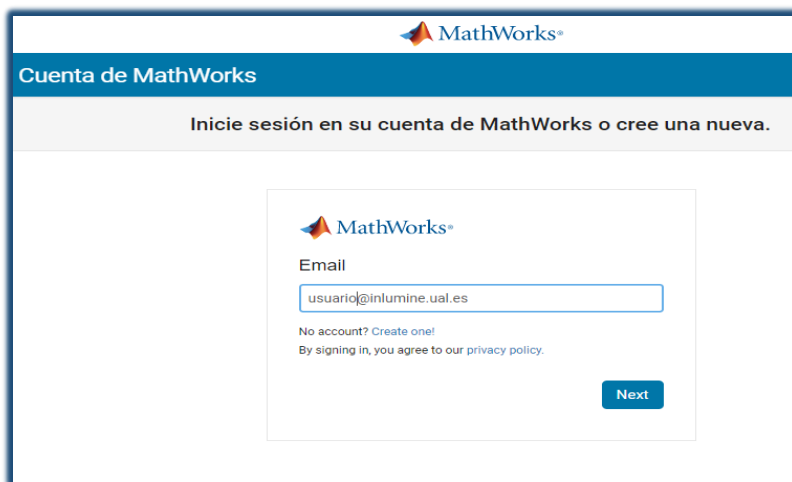 MathWorks®
Cuenta de MathWorks
Inicie sesión en su cuenta de MathWorks o cree una nueva.
MathWorks®
Email
usuario@inlumine.ual.es
No account? Create one!
By signing in, you agree to our privacy policy.
Next